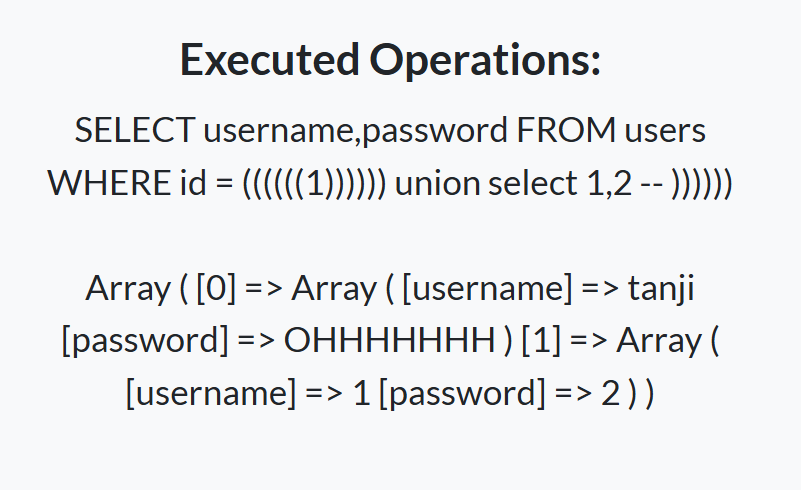 Executed Operations:
SELECT username,password FROM users
WHERE id = ((((((1)))))) union select 1,2 -- ))))))
Array ( [0] => Array ( [username] => tanji
[password] => OHHHHHHH ) [1] => Array (
[username] => 1 [password] => 2 ) )